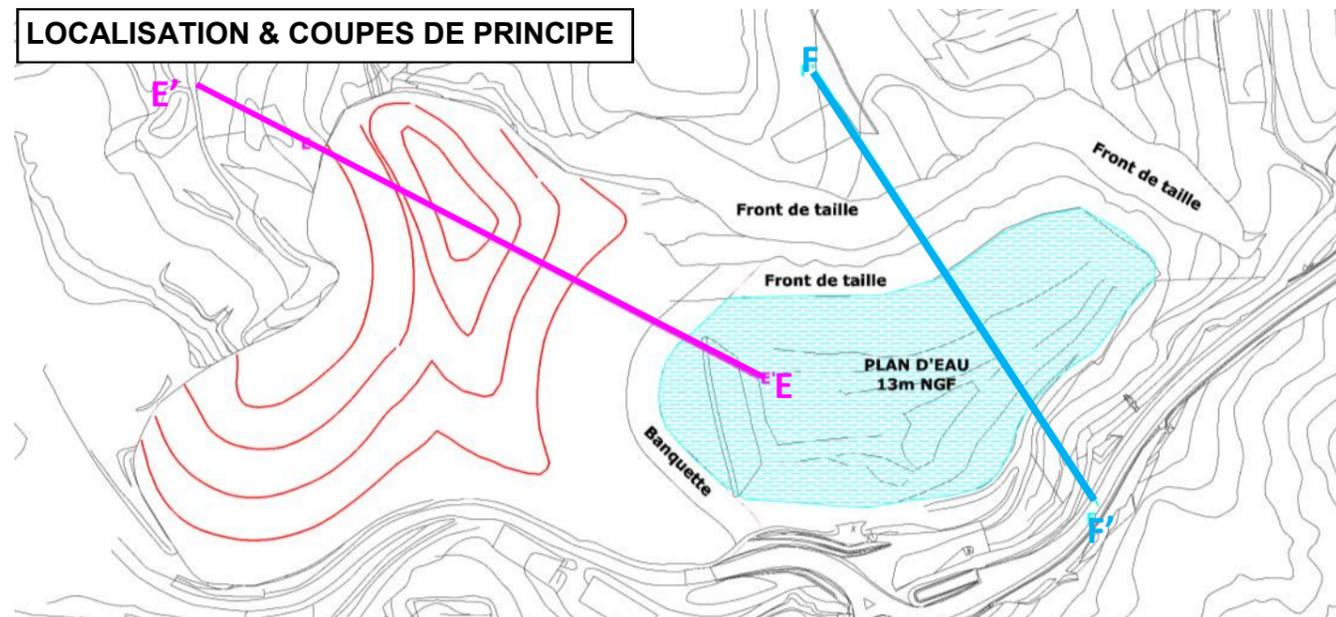 LOCALISATION & COUPES DE PRINCIPE
E’
F
E
Front de taille
Front de taille
Front de taille
PLAN D'EAU
13m NGF
E'
E
Banquette
F’